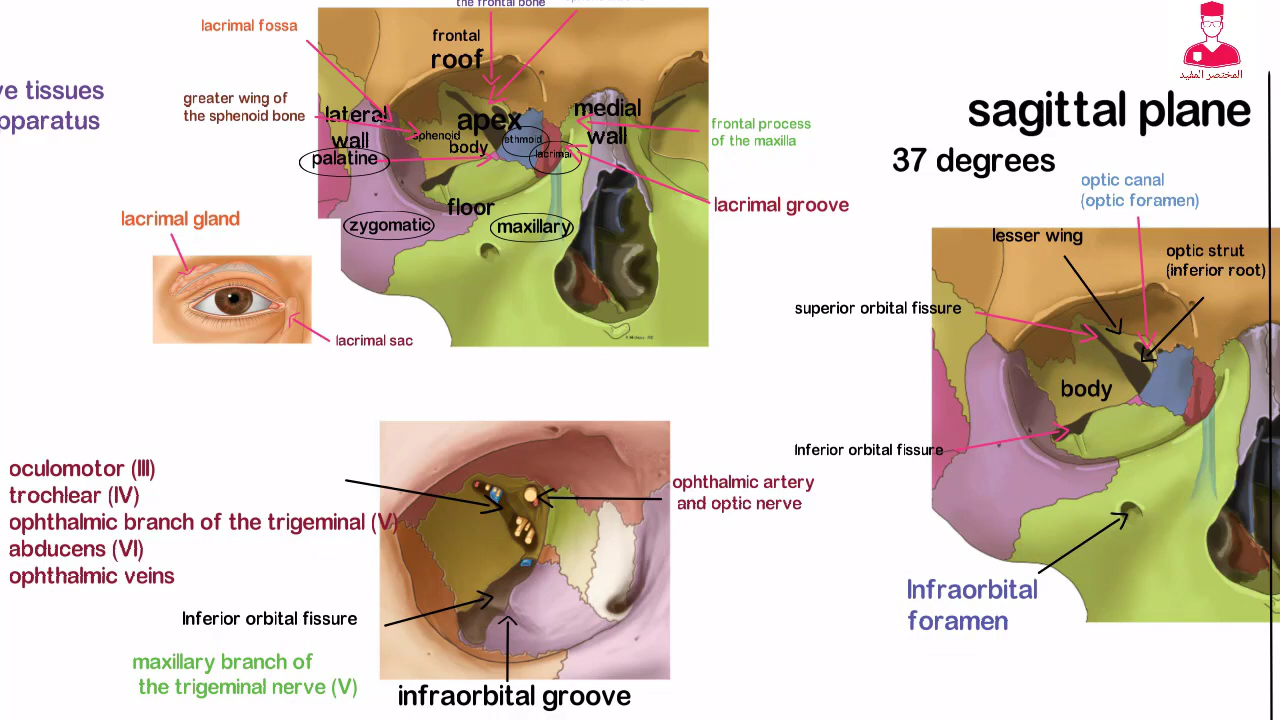 the frontal bone
lacrimal fossa
frontal
roof
ve tissues
pparatus
greater wing of
the sphenoid bone
lateral
wall
palatine
sphenoid
apex
body
ethmoid
lacrimal
medial
wall
frontal process
of the maxilla
floor
zygomatic
maxillary
lacrimal groove
lacrimal gland
lacrimal sac
المختصر المفيد
sagittal plane
37 degrees
optic canal
(optic foramen)
lesser wing
optic strut
(inferior root)
superior orbital fissure
body
Inferior orbital fissure
Infraorbital
foramen
oculomotor (III)
trochlear (IV)
ophthalmic branch of the trigeminal (V)
abducens (VI)
ophthalmic veins
ophthalmic artery
and optic nerve
Inferior orbital fissure
maxillary branch of
the trigeminal nerve (V)
infraorbital groove